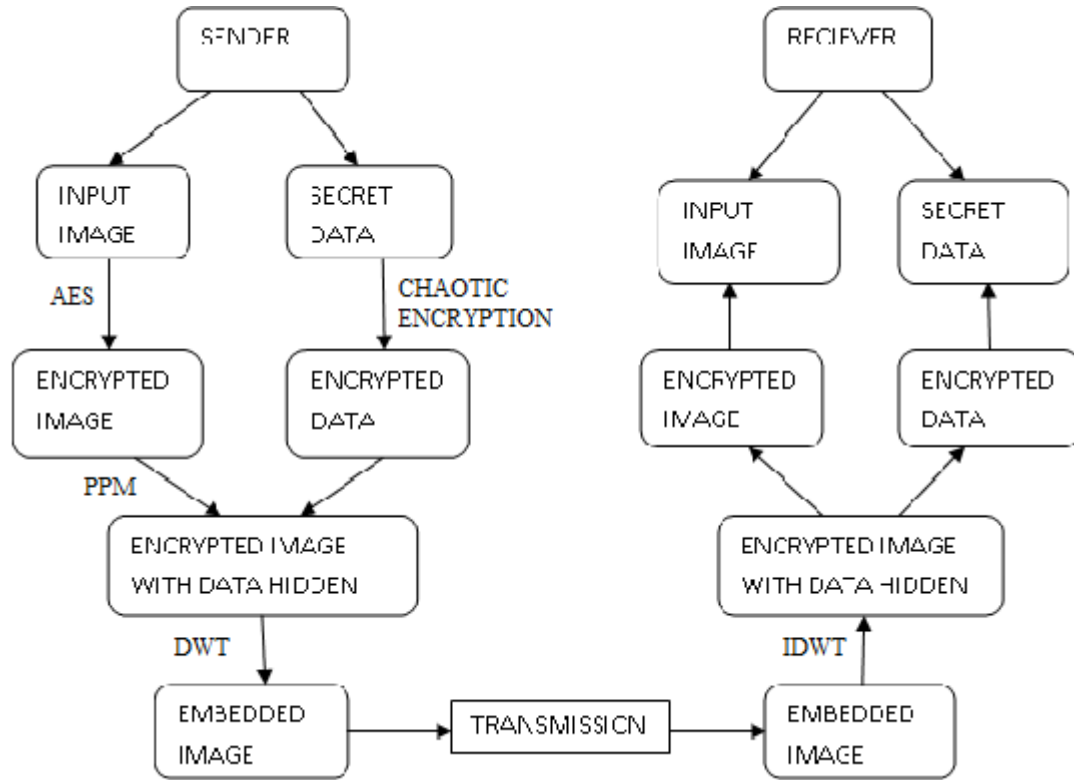 SENDER
INPUT
IMAGE
SECRET
DATA
AES
CHAOTIC
ENCRYPTION
ENCRYPTED
IMAGE
ENCRYPTED
DATA
PPM
ENCRYPTED IMAGE
WITH DATA HIDDEN
DWT
EMBEDDED
IMAGE
TRANSMISSION
RECIEVER
INPUT
IMAGE
SECRET
DATA
ENCRYPTED
IMAGE
ENCRYPTED
DATA
ENCRYPTED IMAGE
WITH DATA HIDDEN
IDWT
EMBEDDED
IMAGE